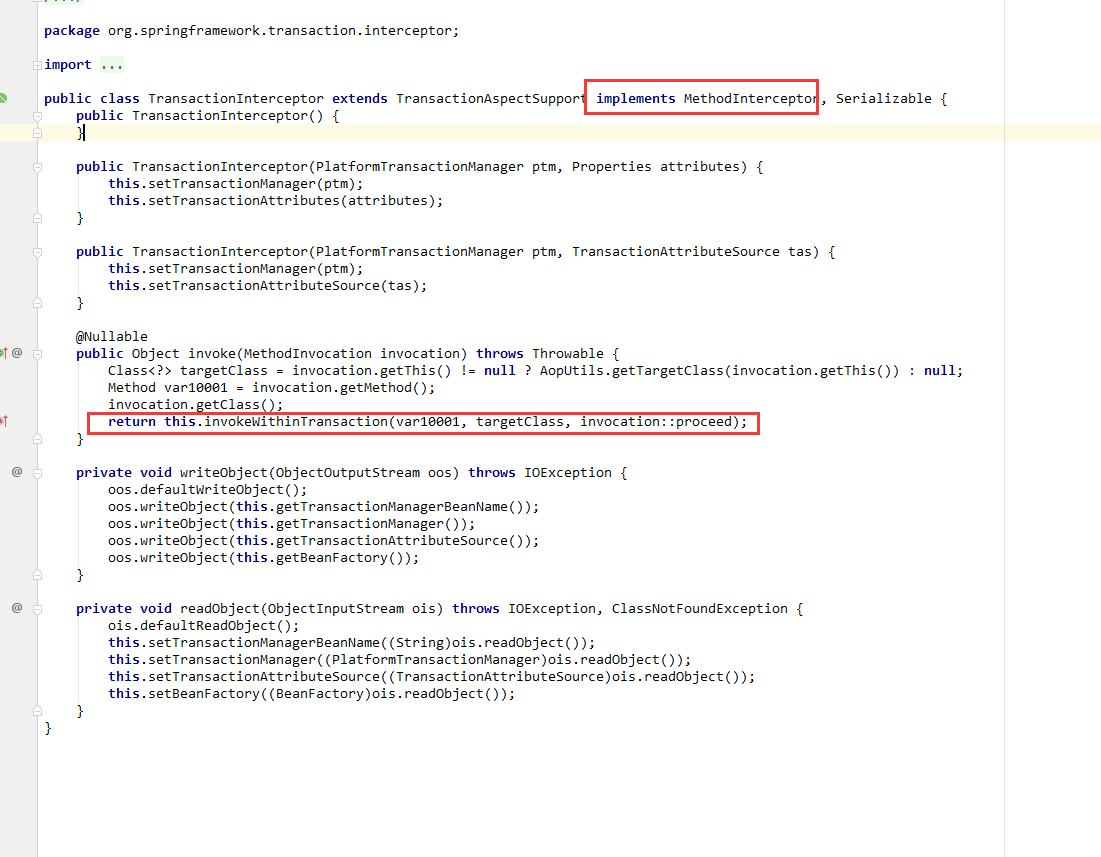 package org.springframework.transaction.interceptor;
import ...
public class TransactionInterceptor extends TransactionAspectSupport implements MethodInterceptor, Serializable {
    public TransactionInterceptor() {
    }
    public TransactionInterceptor(PlatformTransactionManager ptm, Properties attributes) {
        this.setTransactionManager(ptm);
        this.setTransactionAttributes(attributes);
    }
    public TransactionInterceptor(PlatformTransactionManager ptm, TransactionAttributeSource tas) {
        this.setTransactionManager(ptm);
        this.setTransactionAttributeSource(tas);
    }
    @Nullable
    public Object invoke(MethodInvocation invocation) throws Throwable {
        Class<?> targetClass = invocation.getThis() != null ? AopUtils.getTargetClass(invocation.getThis()) : null;
        Method var10001 = invocation.getMethod();
        invocation.getClass();
        return this.invokeWithinTransaction(var10001, targetClass, invocation::proceed);
    }
    private void writeObject(ObjectOutputStream oos) throws IOException {
        oos.defaultWriteObject();
        oos.writeObject(this.getTransactionManagerBeanName());
        oos.writeObject(this.getTransactionManager());
        oos.writeObject(this.getTransactionAttributeSource());
        oos.writeObject(this.getBeanFactory());
    }
    private void readObject(ObjectInputStream ois) throws IOException, ClassNotFoundException {
        ois.defaultReadObject();
        this.setTransactionManagerBeanName((String)ois.readObject());
        this.setTransactionManager((PlatformTransactionManager)ois.readObject());
        this.setTransactionAttributeSource((TransactionAttributeSource)ois.readObject());
        this.setBeanFactory((BeanFactory)ois.readObject());
    }
}